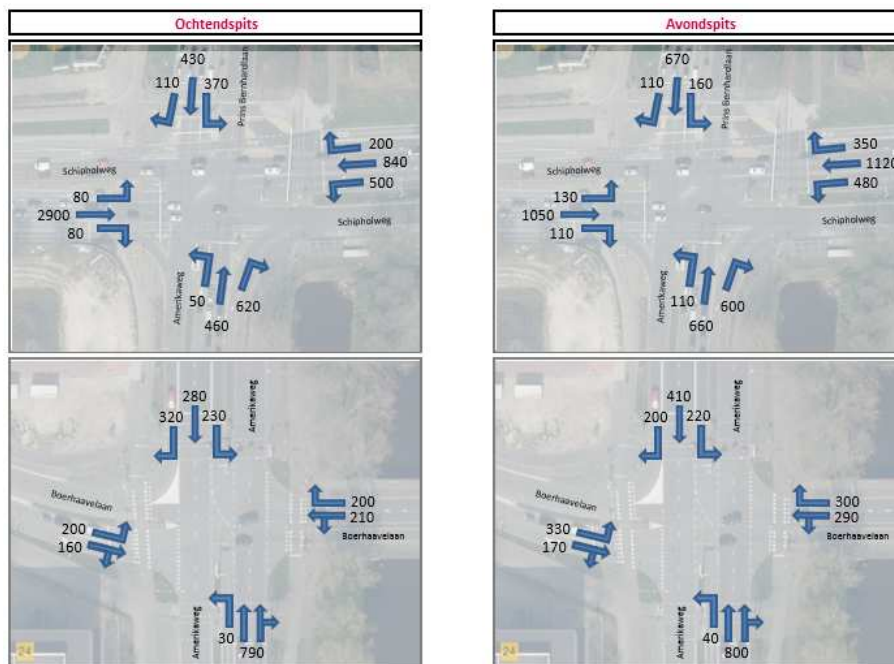 Ochtendspits
430
110 370
Prins Bernhardlaan
200
840
500
Schipholweg
80
2900
80
Schipholweg
Amerikaweg
50
620
460
280
320 230
Amerikaweg
Boerhaavelaan
200
160
200
210
Boerhaavelaan
Amerikaweg
30
790
24
Avondspits
670
110 160
Prins Bernhardlaan
350
1120
480
Schipholweg
130
1050
110
Schipholweg
Amerikaweg
110
600
660
410
200 220
Amerikaweg
Boerhaavelaan
330
170
300
290
Boerhaavelaan
Amerikaweg
40
800
24